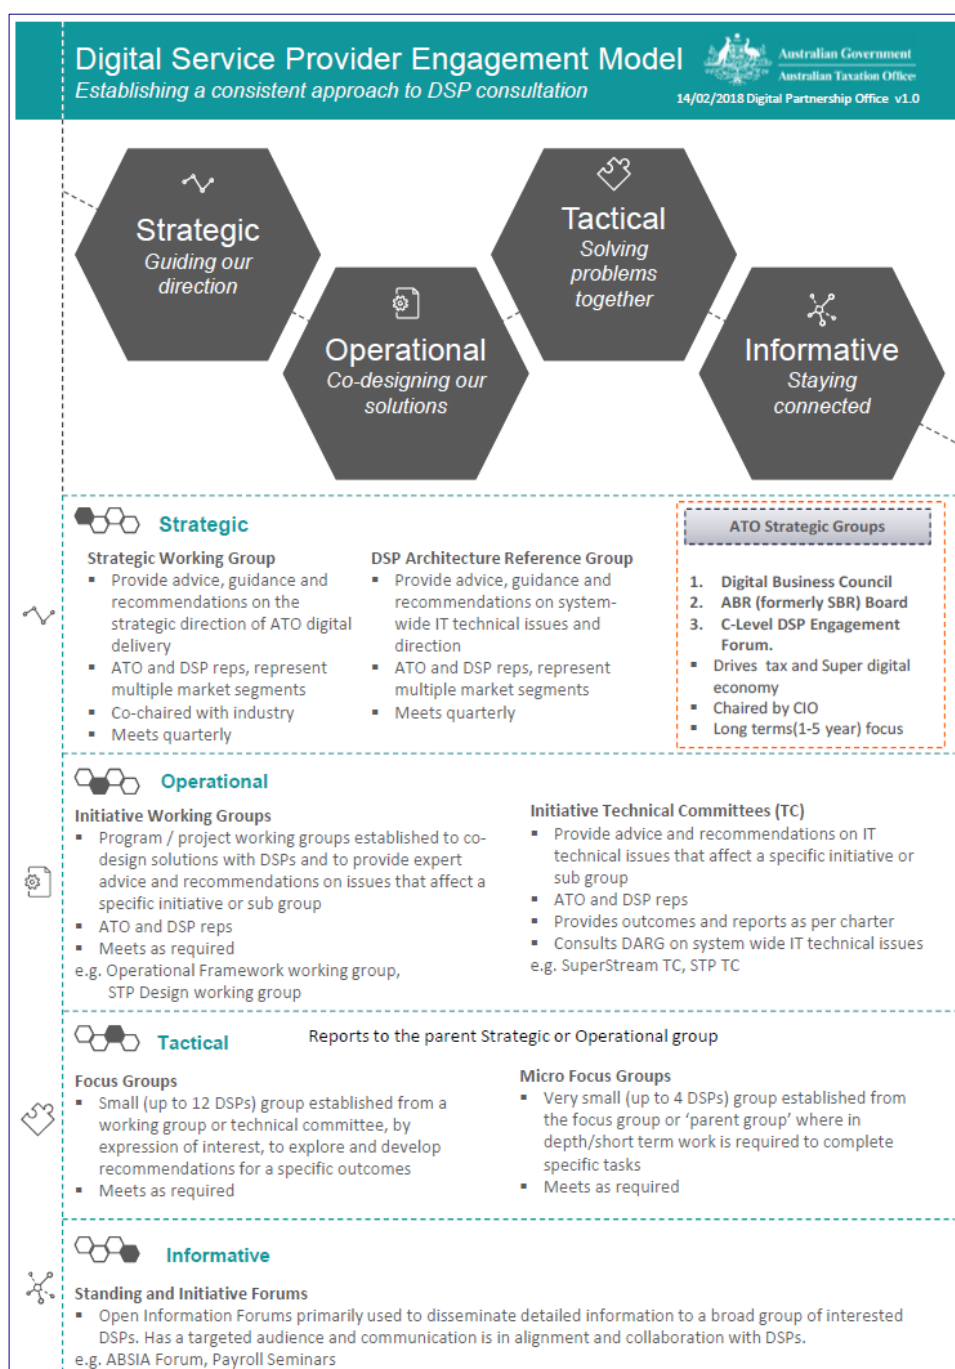 Digital Service Provider Engagement Model
Establishing a consistent approach to DSP consultation
Australian Government
Australian Taxation Office
14/02/2018 Digital Partnership Office v1.0
Strategic
Guiding our
direction
Operational
Co-designing our
solutions
Tactical
Solving
problems
together
Informative
Staying
connected
Strategic
Strategic Working Group
▪ Provide advice, guidance and
recommendations on the
strategic direction of ATO digital
delivery
▪ ATO and DSP reps, represent
multiple market segments
▪ Co-chaired with industry
▪ Meets quarterly
DSP Architecture Reference Group
▪ Provide advice, guidance and
recommendations on system-
wide IT technical issues and
direction
▪ ATO and DSP reps, represent
multiple market segments
▪ Meets quarterly
ATO Strategic Groups
1. Digital Business Council
2. ABR (formerly SBR) Board
3. C-Level DSP Engagement
Forum.
▪ Drives tax and Super digital
economy
▪ Chaired by CIO
▪ Long terms(1-5 year) focus
Operational
Initiative Working Groups
▪ Program / project working groups established to co-
design solutions with DSPs and to provide expert
advice and recommendations on issues that affect a
specific initiative or sub group
▪ ATO and DSP reps
▪ Meets as required
e.g. Operational Framework working group,
STP Design working group
Initiative Technical Committees (TC)
▪ Provide advice and recommendations on IT
technical issues that affect a specific initiative or
sub group
▪ ATO and DSP reps
▪ Provides outcomes and reports as per charter
▪ Consults DARG on system wide IT technical issues
e.g. SuperStream TC, STP TC
Tactical
Reports to the parent Strategic or Operational group
Focus Groups
▪ Small (up to 12 DSPs) group established from a
working group or technical committee, by
expression of interest, to explore and develop
recommendations for a specific outcomes
▪ Meets as required
Micro Focus Groups
▪ Very small (up to 4 DSPs) group established from
the focus group or ‘parent group’ where in
depth/short term work is required to complete
specific tasks
▪ Meets as required
Informative
Standing and Initiative Forums
▪ Open Information Forums primarily used to disseminate detailed information to a broad group of interested
DSPs. Has a targeted audience and communication is in alignment and collaboration with DSPs.
e.g. ABSIA Forum, Payroll Seminars